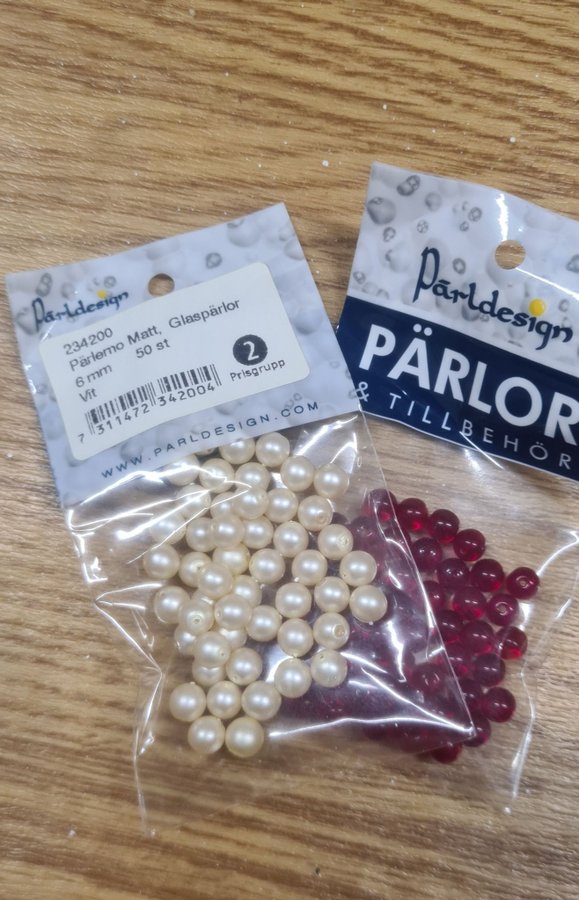 Pärldesign
234200
Pärlemo Matt, Glaspärlor
6 mm 50 st
Vit
2
Prisgrupp
7 311472 342004
WWW.PARLDESIGN.COM
Pärldesign
PÄRLOR
& TILLBEHÖR